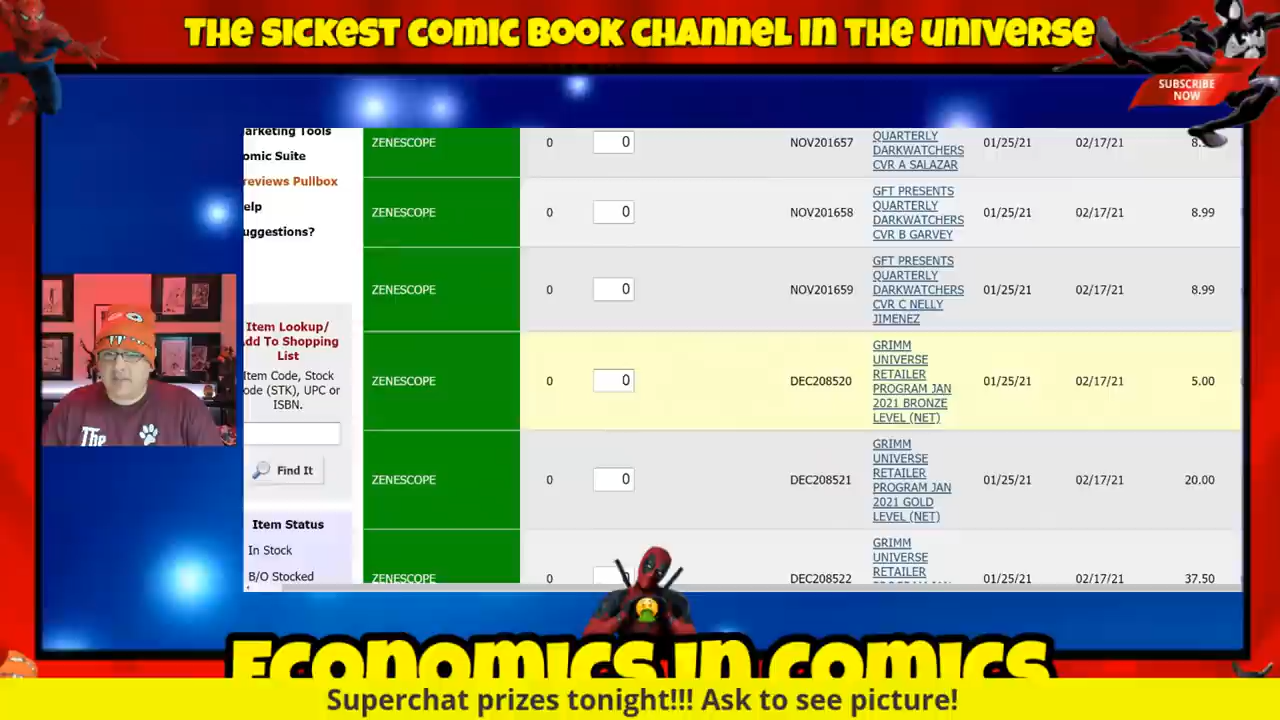 THE SICKEST COMIC BOOK CHANNEL IN THE UNIVERSE
SUBSCRIBE
NOW
arketing Tools
omic Suite
reviews Pullbox
elp
uggestions?
Item Lookup/
dd To Shopping
List
Item Code, Stock
ode (STK), UPC or
ISBN.
Find It
Item Status
In Stock
B/O Stocked
ZENESCOPE
0
0
NOV201657
QUARTERLY
DARKWATCHERS
CVR A SALAZAR
01/25/21
02/17/21
ZENESCOPE
0
0
NOV201658
GFT PRESENTS
QUARTERLY
DARKWATCHERS
CVR B GARVEY
01/25/21
02/17/21
8.99
ZENESCOPE
0
0
NOV201659
GFT PRESENTS
QUARTERLY
DARKWATCHERS
CVR C NELLY
JIMENEZ
01/25/21
02/17/21
8.99
ZENESCOPE
0
0
DEC208520
GRIMM
UNIVERSE
RETAILER
PROGRAM JAN
2021 BRONZE
LEVEL (NET)
01/25/21
02/17/21
5.00
ZENESCOPE
0
0
DEC208521
GRIMM
UNIVERSE
RETAILER
PROGRAM JAN
2021 GOLD
LEVEL (NET)
01/25/21
02/17/21
20.00
ZENESCOPE
0
0
DEC208522
GRIMM
UNIVERSE
RETAILER
01/25/21
02/17/21
37.50
The
ECONOMICS IN COMICS
Superchat prizes tonight!!! Ask to see picture!